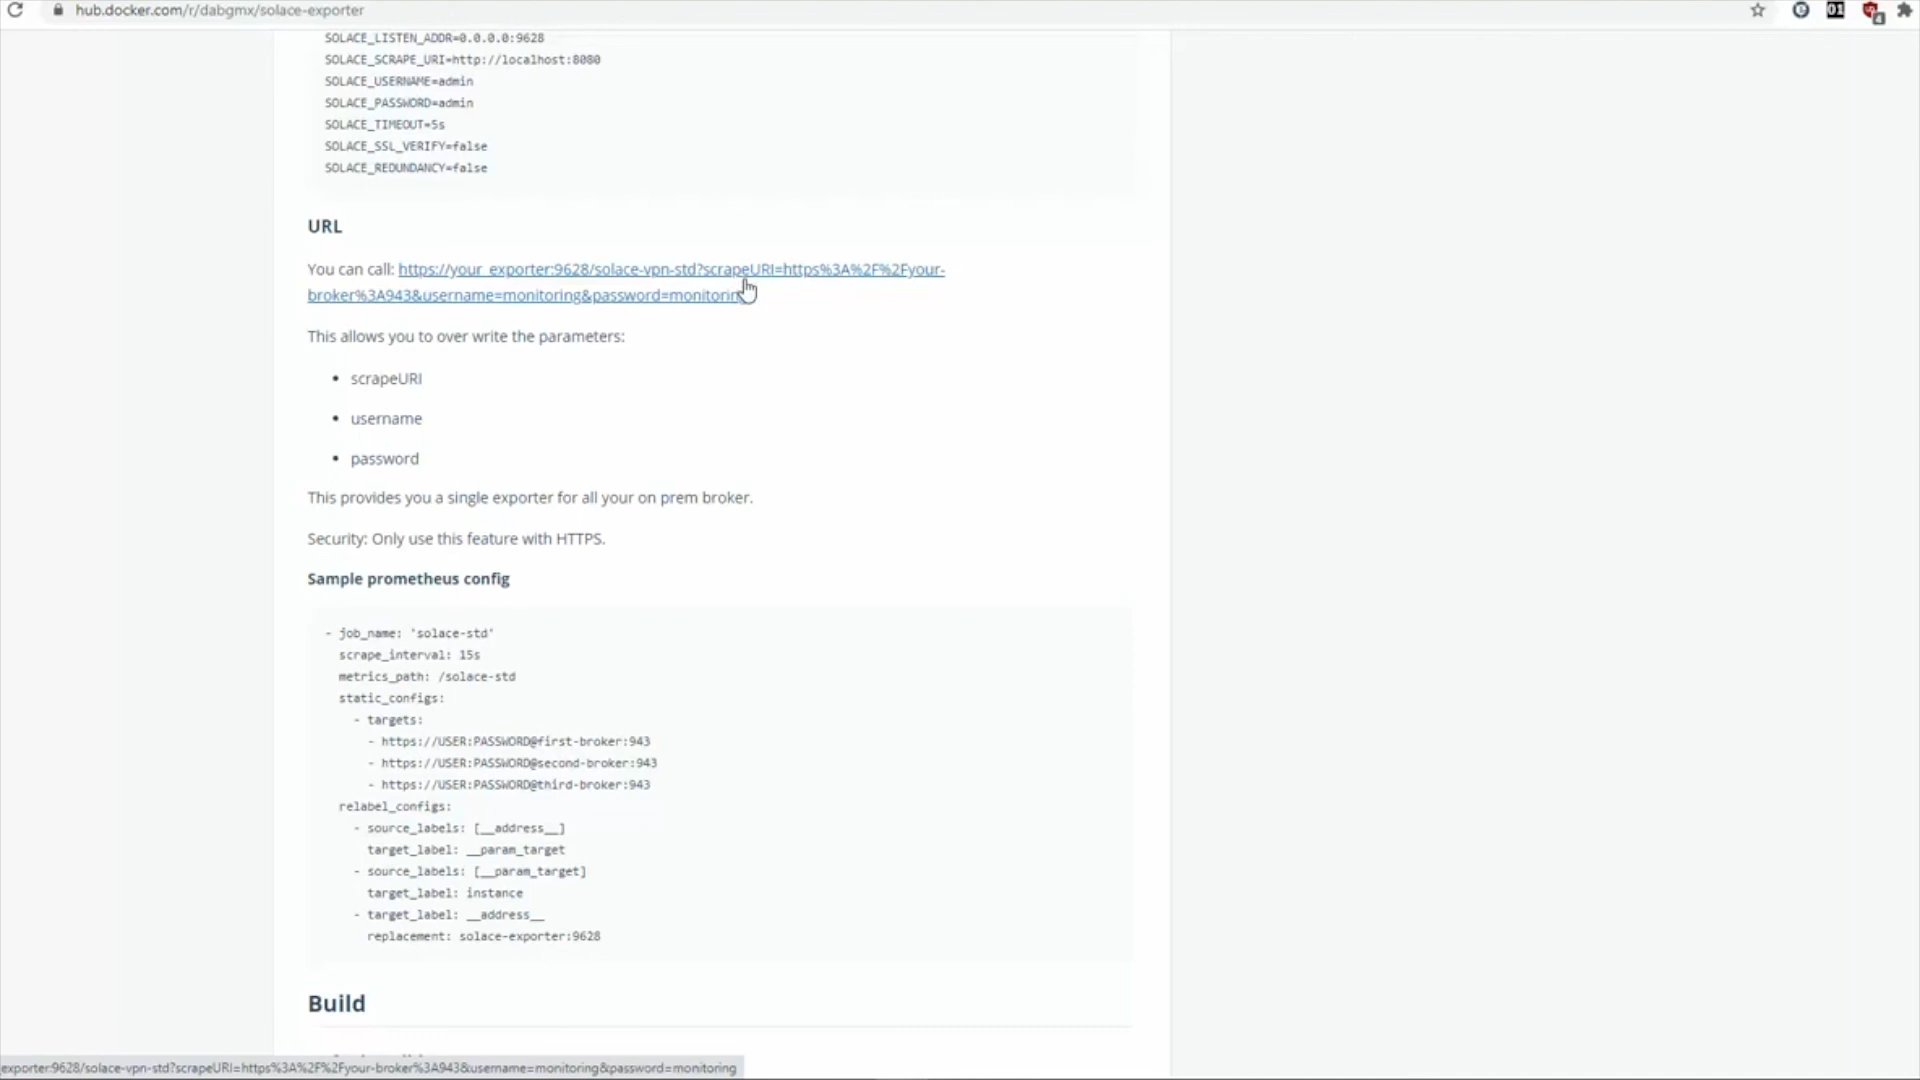 hub.docker.com/r/dabgmx/solace-exporter
01
4
SOLACE_LISTEN_ADDR=0.0.0.0:9628
SOLACE_SCRAPE_URI=http://localhost:8080
SOLACE_USERNAME=admin
SOLACE_PASSWORD=admin
SOLACE_TIMEOUT=5s
SOLACE_SSL_VERIFY=false
SOLACE_REDUNDANCY=false
URL
You can call: https://your_exporter:9628/solace-vpn-std?scrapeURI=https%3A%2F%2Fyour-
broker%3A943&username=monitoring&password=monitoring
This allows you to over write the parameters:
• scrapeURI
• username
• password
This provides you a single exporter for all your on prem broker.
Security: Only use this feature with HTTPS.
Sample prometheus config
- job_name: 'solace-std'
scrape_interval: 15s
metrics_path: /solace-std
static_configs:
- targets:
- https://USER:PASSWORD@first-broker:943
- https://USER:PASSWORD@second-broker:943
- https://USER:PASSWORD@third-broker:943
relabel_configs:
- source_labels: [__address__]
target_label: __param_target
- source_labels: [__param_target]
target_label: instance
- target_label: __address__
replacement: solace-exporter:9628
Build
exporter:9628/solace-vpn-std?scrapeURI=https%3A%2F%2Fyour-broker%3A943&username=monitoring&password=monitoring